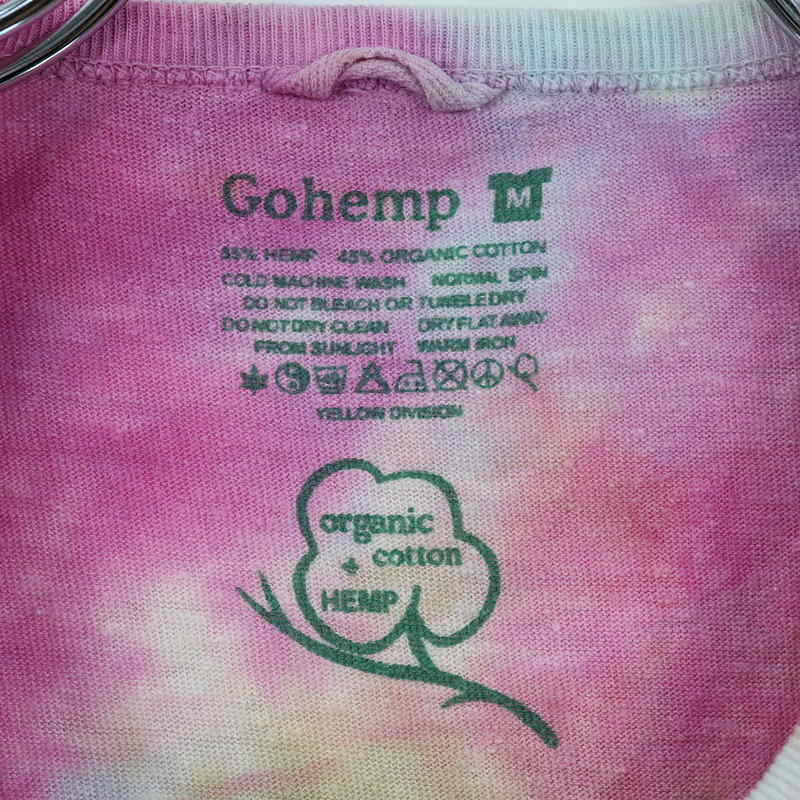 Gohemp M
55% HEMP 45% ORGANIC COTTON
COLD MACHINE WASH NORMAL SPIN
DO NOT BLEACH OR TUMBLE DRY
DO NOT DRY CLEAN DRY FLAT AWAY
FROM SUNLIGHT WARM IRON
YELLOW DIVISION
organic
+ cotton
HEMP